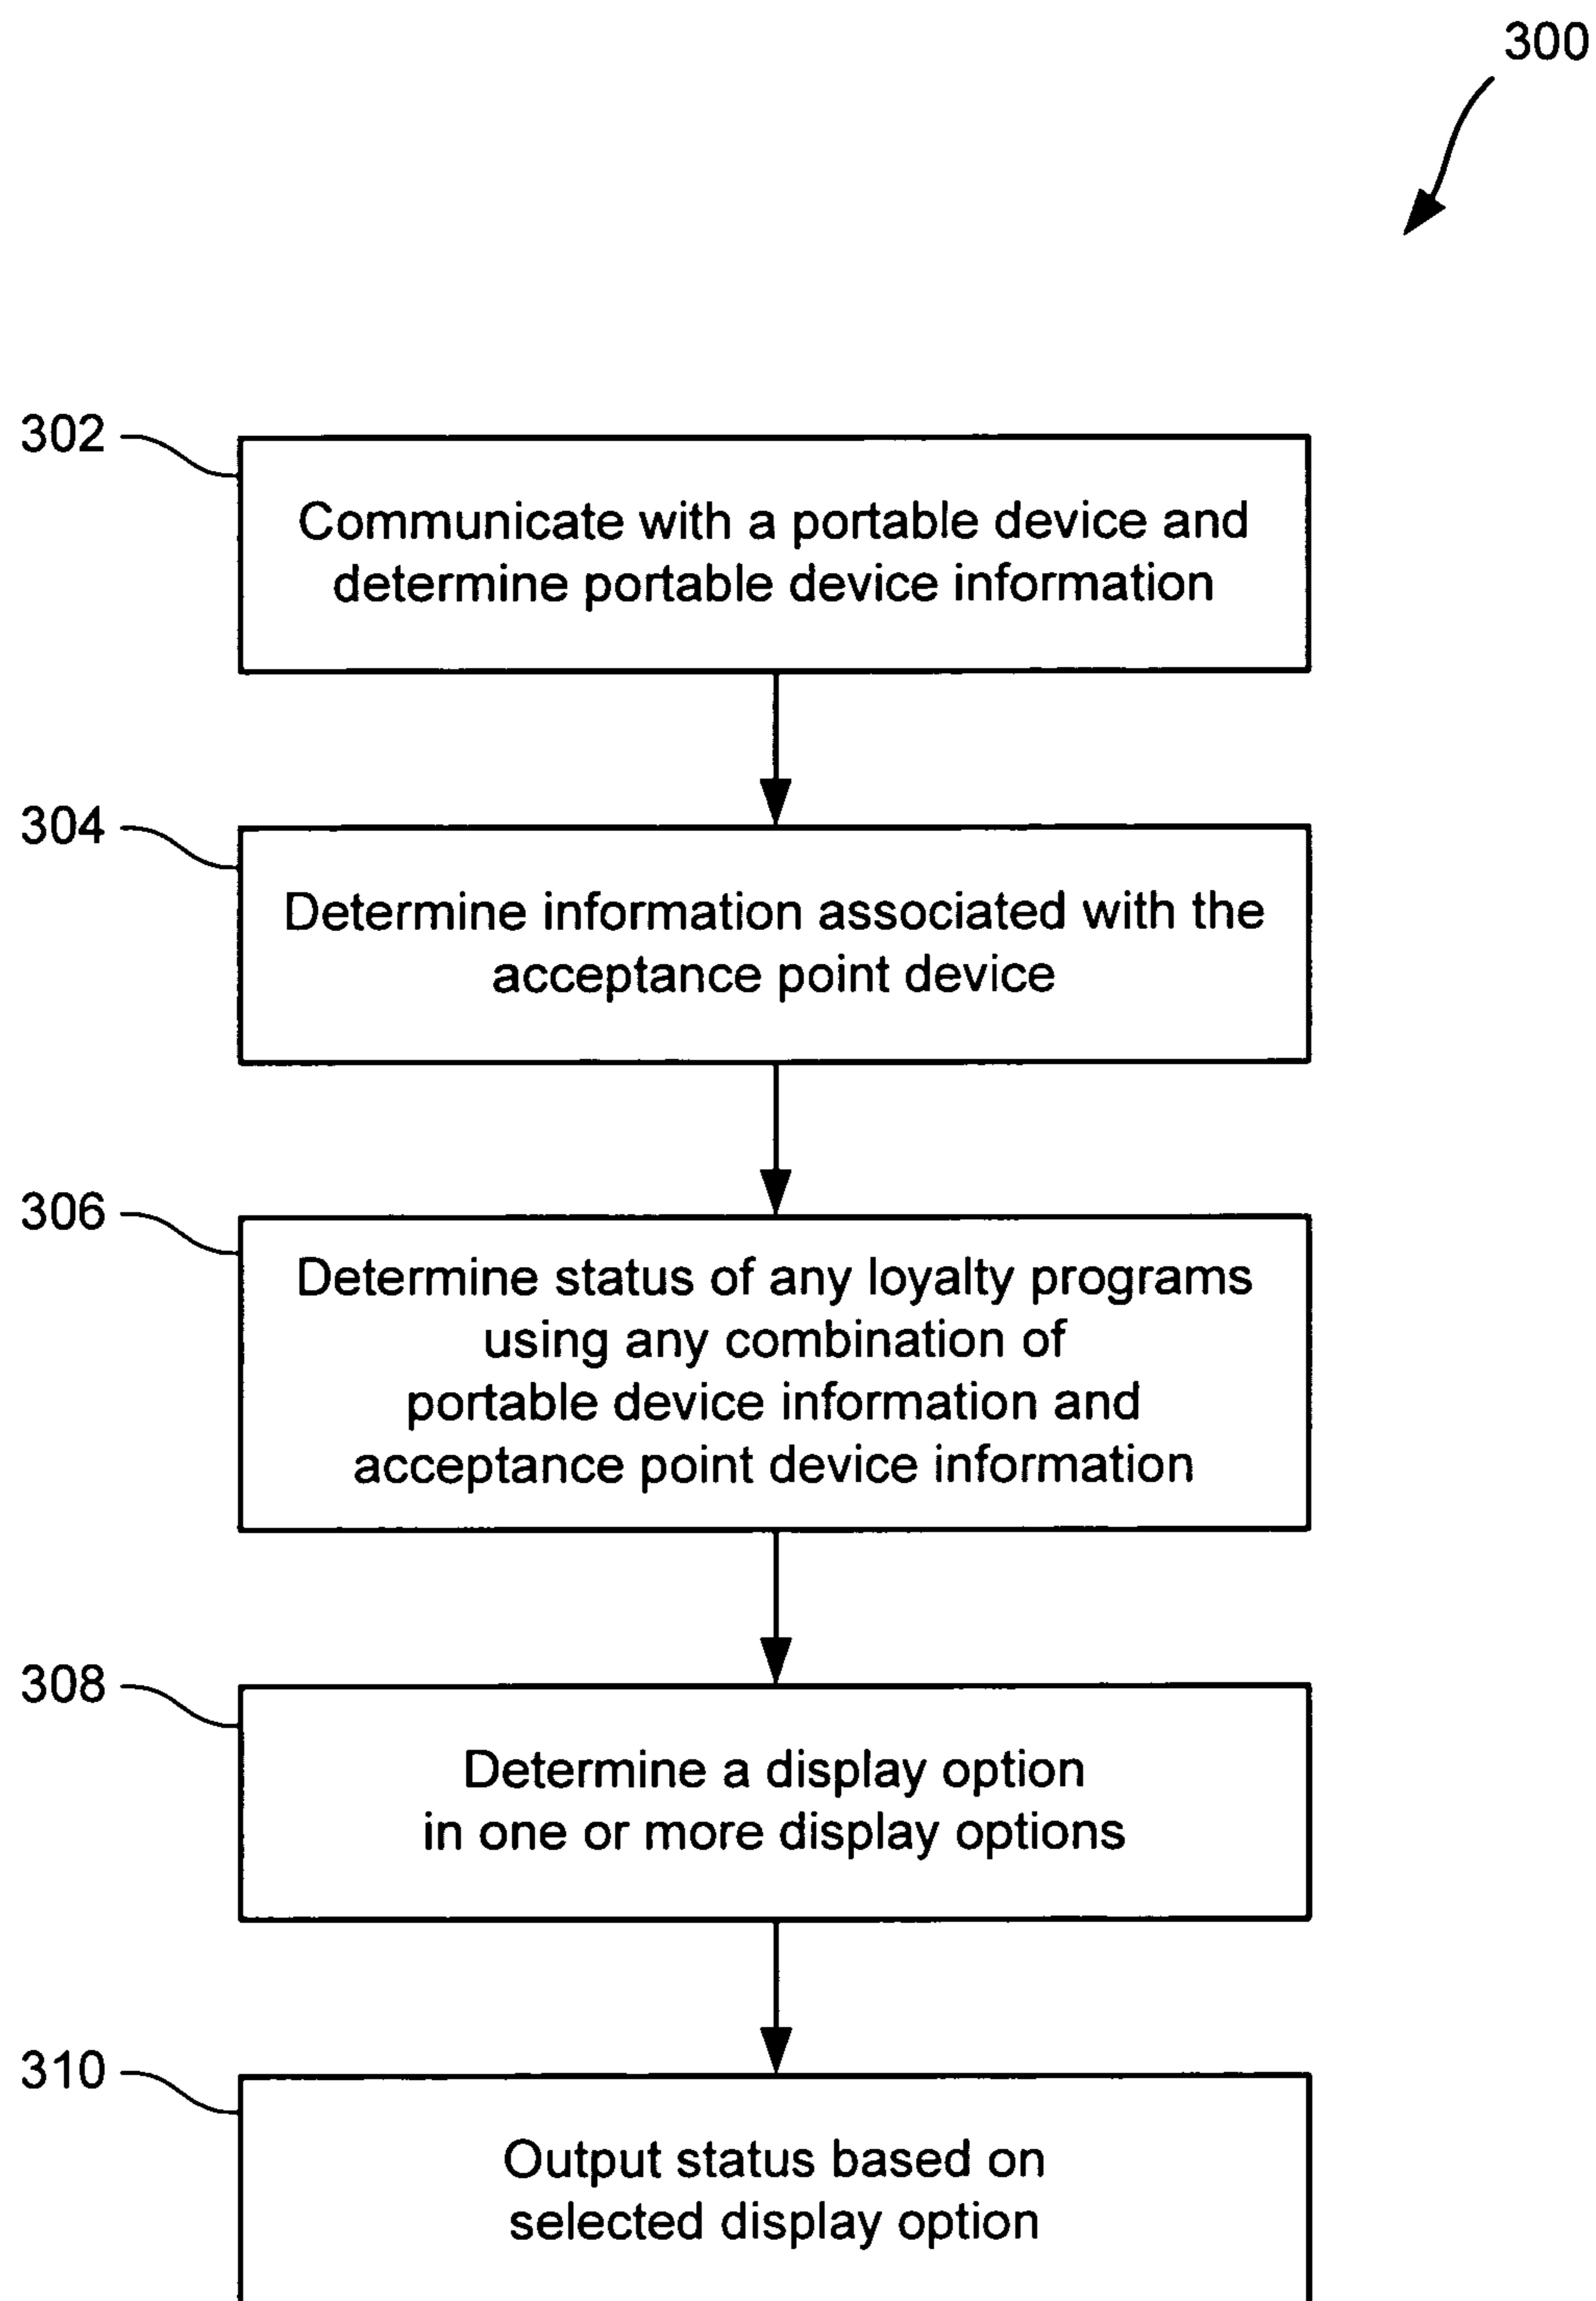 300
302
Communicate with a portable device and
determine portable device information
304
Determine information associated with the
acceptance point device
306
Determine status of any loyalty programs
using any combination of
portable device information and
acceptance point device information
308
Determine a display option
in one or more display options
310
Output status based on
selected display option